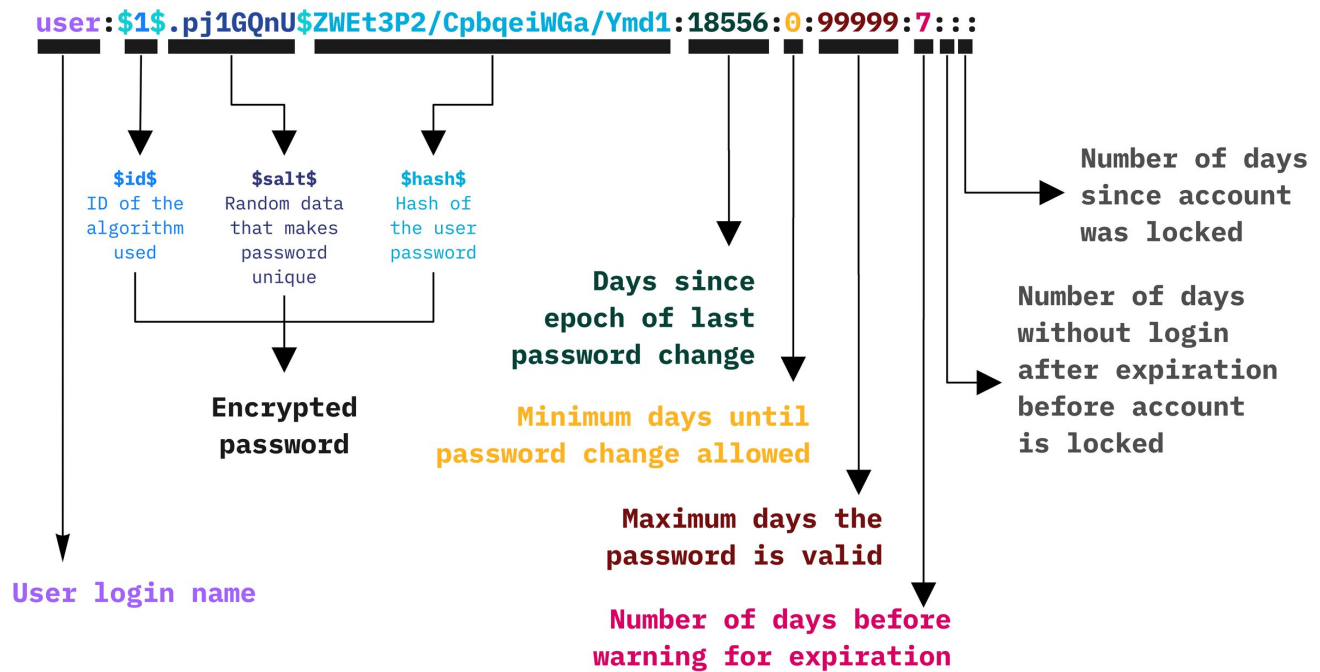 user:$1$.pj1GQnU$ZWEt3P2/CpbqeiWGa/Ymd1:18556:0:99999:7:::
$id$
ID of the
algorithm
used
$salt$
Random data
that makes
password
unique
$hash$
Hash of
the user
password
Encrypted
password
User login name
Days since
epoch of last
password change
Minimum days until
password change allowed
Maximum days the
password is valid
Number of days before
warning for expiration
Number of days
without login
after expiration
before account
is locked
Number of days
since account
was locked